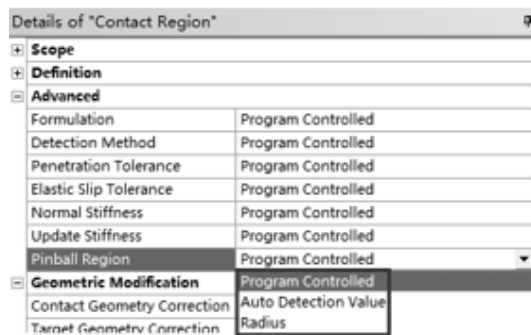 Details of "Contact Region"
Scope
Definition
Advanced
Formulation Program Controlled
Detection Method Program Controlled
Penetration Tolerance Program Controlled
Elastic Slip Tolerance Program Controlled
Normal Stiffness Program Controlled
Update Stiffness Program Controlled
Pinball Region Program Controlled
Geometric Modification Program Controlled
Contact Geometry Correction Auto Detection Value
Target Geometry Correction Radius